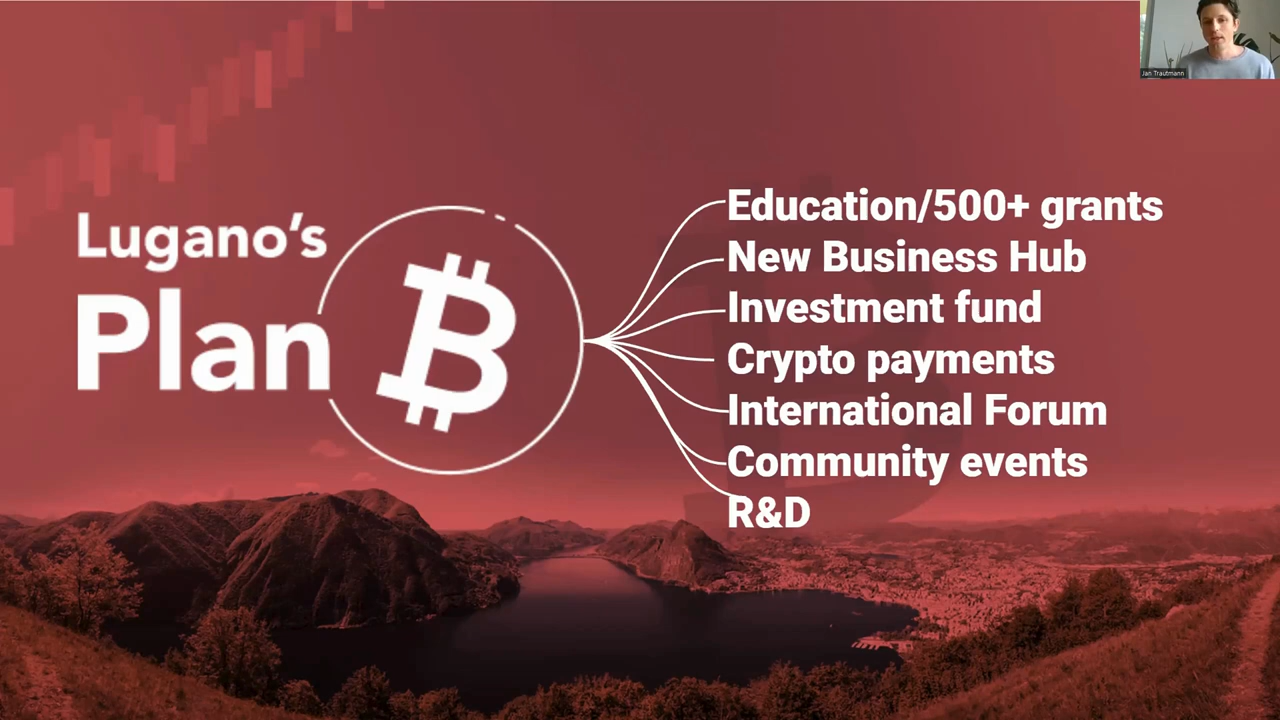 Lugano's
Plan ₿
Education/500+ grants
New Business Hub
Investment fund
Crypto payments
International Forum
Community events
R&D
Jan Trautmann